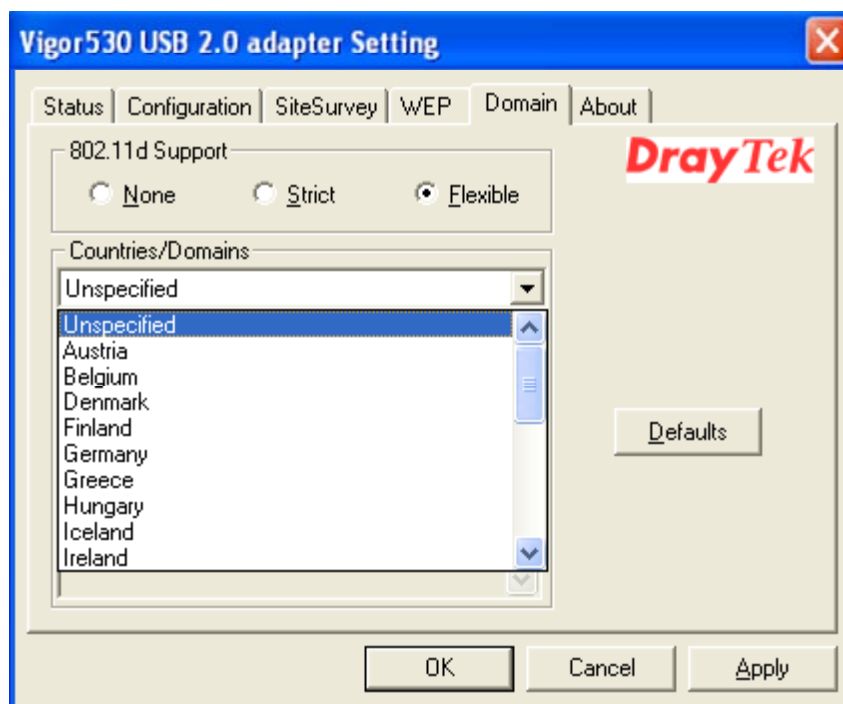 Vigor530 USB 2.0 adapter Setting
Status Configuration SiteSurvey WEP Domain About
802.11d Support
None Strict Flexible
DrayTek
Countries/Domains
Unspecified
Unspecified
Austria
Belgium
Denmark
Finland
Germany
Greece
Hungary
Iceland
Ireland
Defaults
OK Cancel Apply